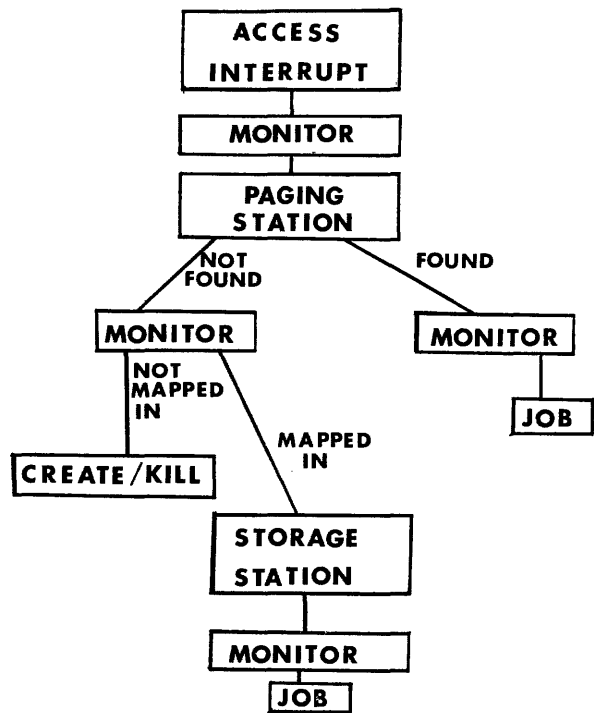 ACCESS
INTERRUPT
MONITOR
PAGING
STATION
NOT
FOUND
FOUND
MONITOR
MONITOR
NOT
MAPPED
IN
MAPPED
IN
JOB
CREATE/KILL
STORAGE
STATION
MONITOR
JOB